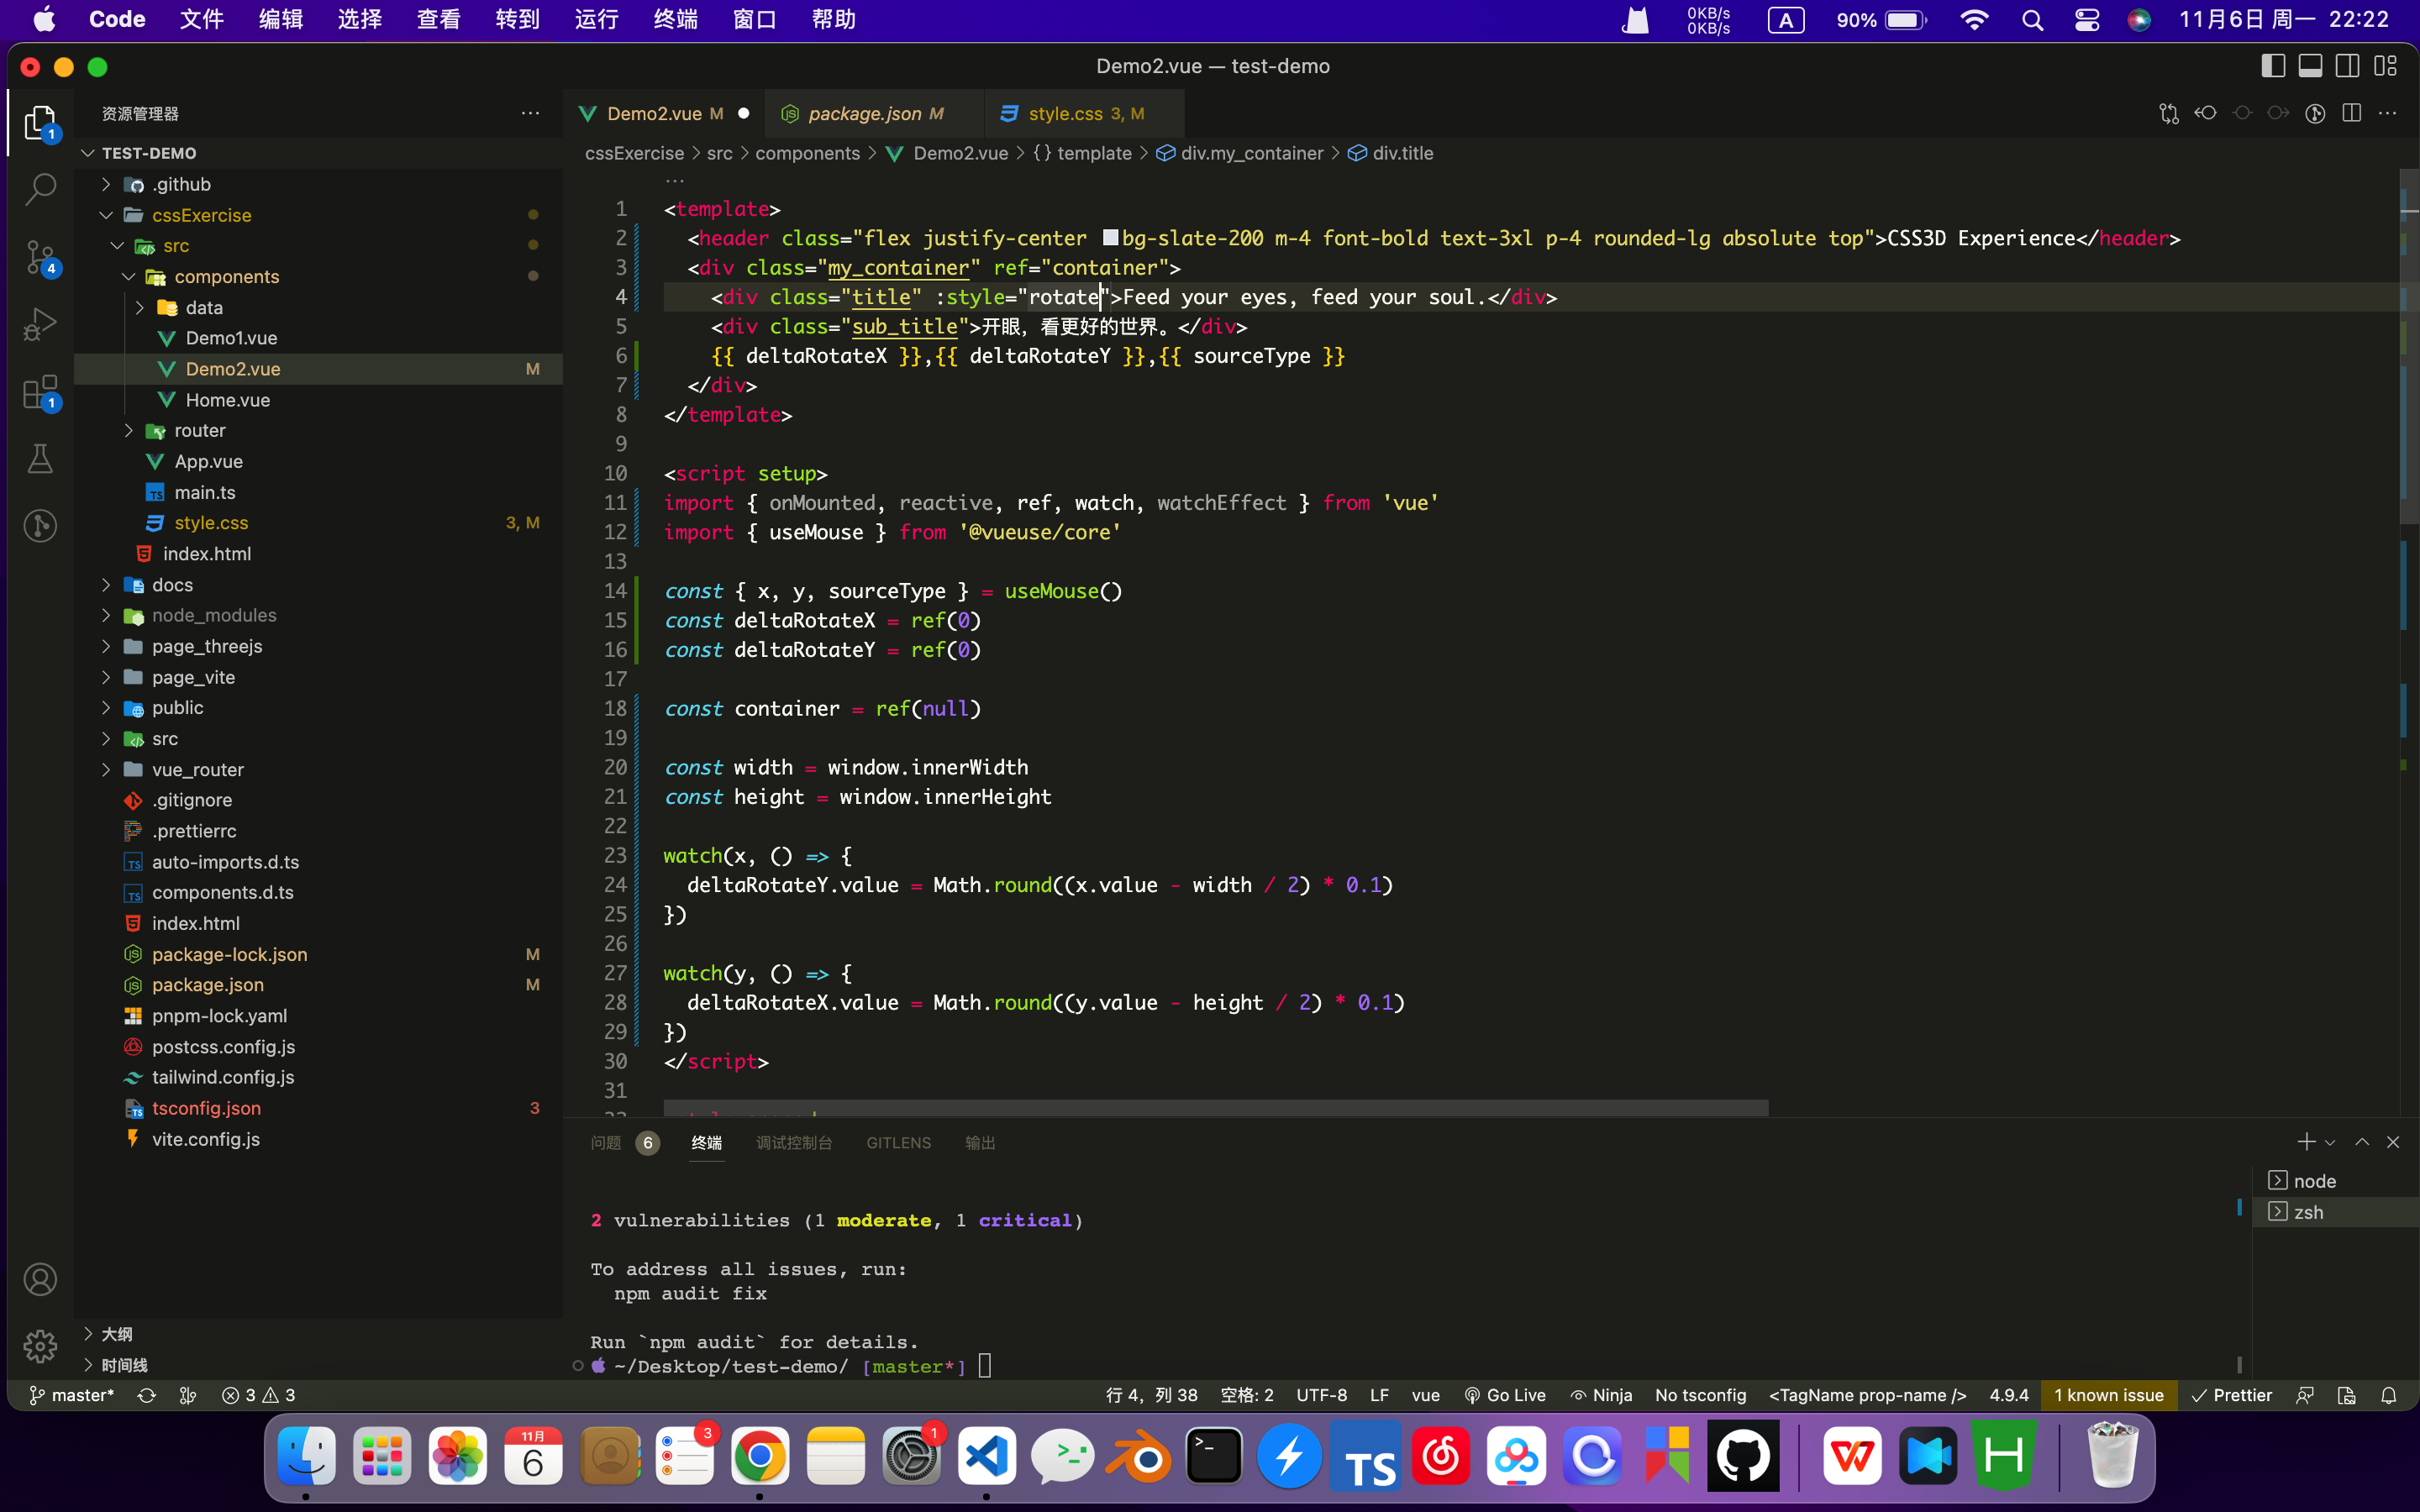 Code 文件 编辑 选择 查看 转到 运行 终端 窗口 帮助 0KB/s 0KB/s A 90% 11月6日 周一 22:22
Demo2.vue — test-demo
资源管理器 ···
Demo2.vue M
package.json M
style.css 3, M
cssExercise > src > components > Demo2.vue > {} template > div.my_container > div.title
TEST-DEMO
.github
cssExercise
src
components
data
Demo1.vue
Demo2.vue M
Home.vue
router
App.vue
main.ts
style.css 3, M
index.html
docs
node_modules
page_threejs
page_vite
public
src
vue_router
.gitignore
.prettierrc
auto-imports.d.ts
components.d.ts
index.html
package-lock.json M
package.json M
pnpm-lock.yaml
postcss.config.js
tailwind.config.js
tsconfig.json 3
vite.config.js
大纲
时间线
1
4
1
···
1 <template>
2 <header class="flex justify-center bg-slate-200 m-4 font-bold text-3xl p-4 rounded-lg absolute top">CSS3D Experience</header>
3 <div class="my_container" ref="container">
4 <div class="title" :style="rotate">Feed your eyes, feed your soul.</div>
5 <div class="sub_title">开眼，看更好的世界。</div>
6 {{ deltaRotateX }},{{ deltaRotateY }},{{ sourceType }}
7 </div>
8 </template>
9
10 <script setup>
11 import { onMounted, reactive, ref, watch, watchEffect } from 'vue'
12 import { useMouse } from '@vueuse/core'
13
14 const { x, y, sourceType } = useMouse()
15 const deltaRotateX = ref(0)
16 const deltaRotateY = ref(0)
17
18 const container = ref(null)
19
20 const width = window.innerWidth
21 const height = window.innerHeight
22
23 watch(x, () => {
24 deltaRotateY.value = Math.round((x.value - width / 2) * 0.1)
25 })
26
27 watch(y, () => {
28 deltaRotateX.value = Math.round((y.value - height / 2) * 0.1)
29 })
30 </script>
31
问题 6 终端 调试控制台 GITLENS 输出
node
zsh
2 vulnerabilities (1 moderate, 1 critical)
To address all issues, run:
npm audit fix
Run `npm audit` for details.
~/Desktop/test-demo/ [master*]
master* 3 3 行 4，列 38 空格: 2 UTF-8 LF vue Go Live Ninja No tsconfig <TagName prop-name /> 4.9.4 1 known issue Prettier
11月
6
3
1
TS